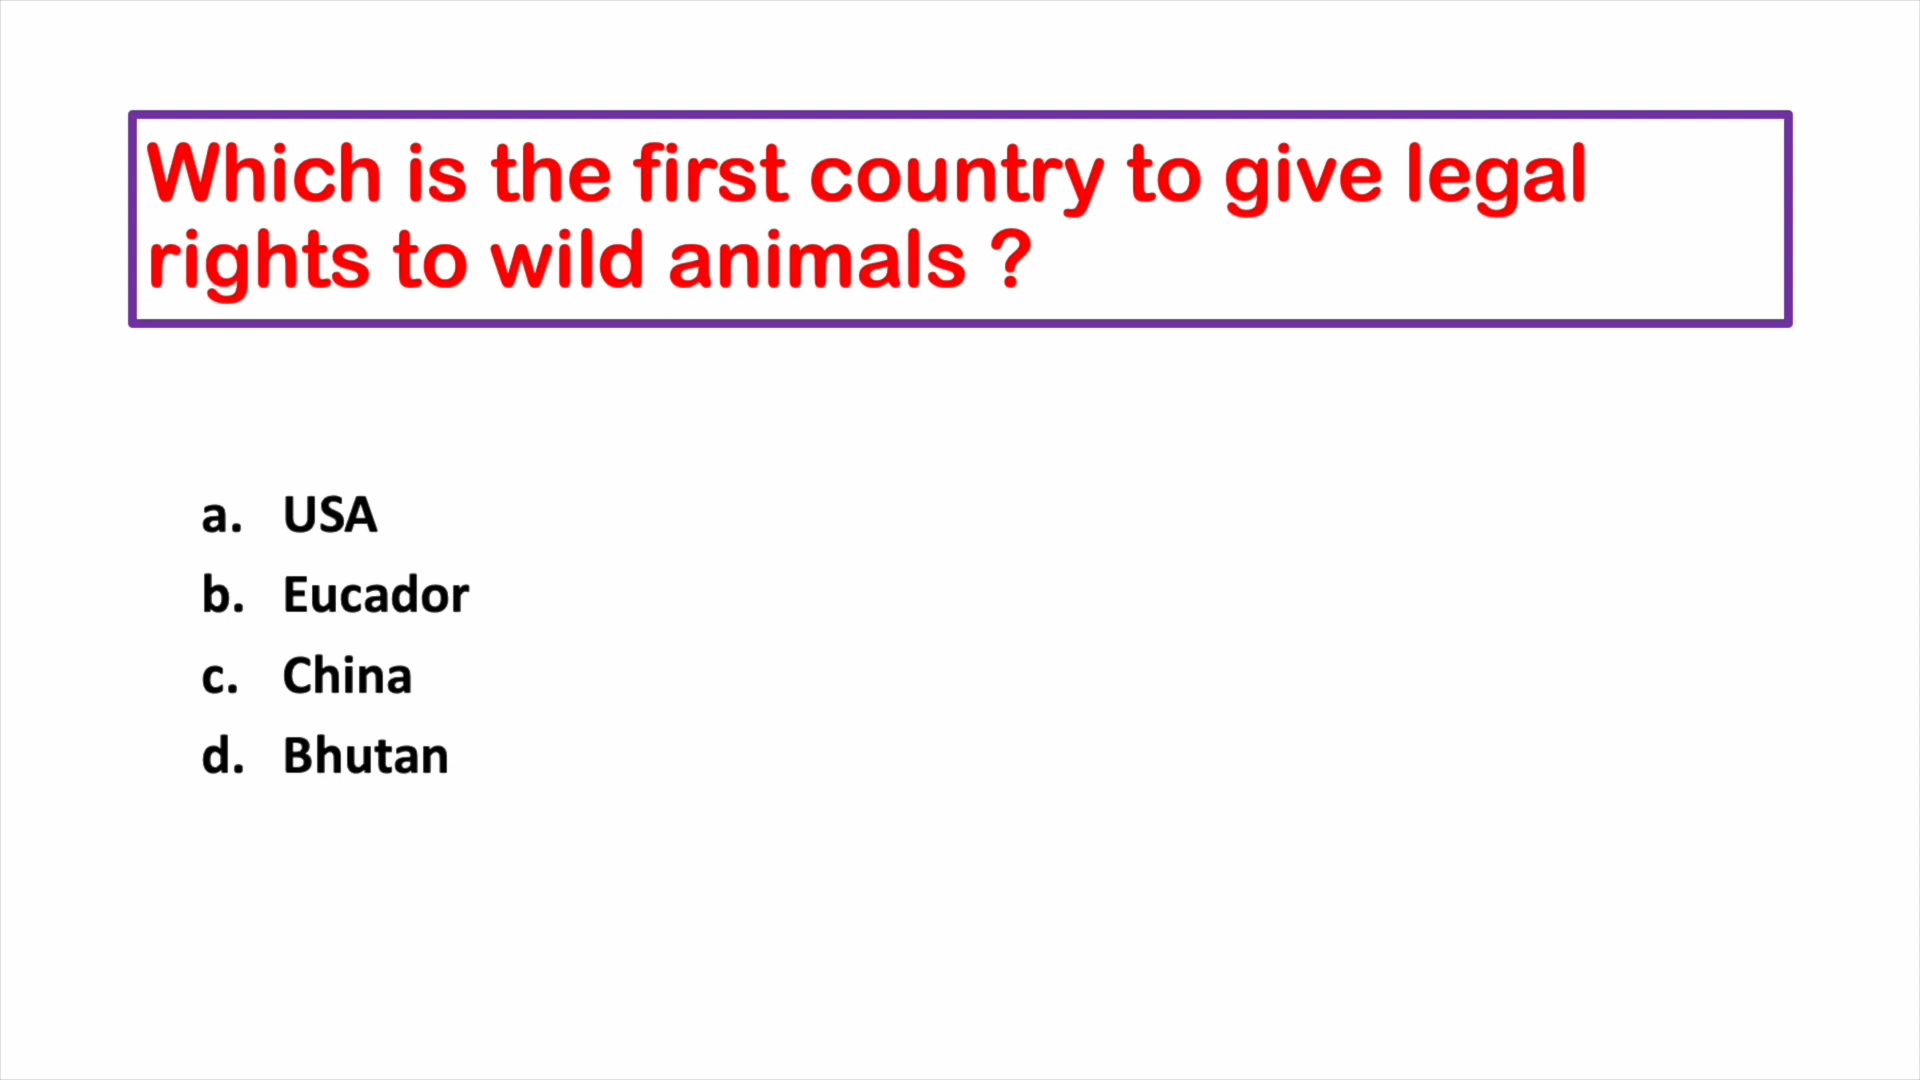 Which is the first country to give legal
rights to wild animals ?
a. USA
b. Eucador
c. China
d. Bhutan